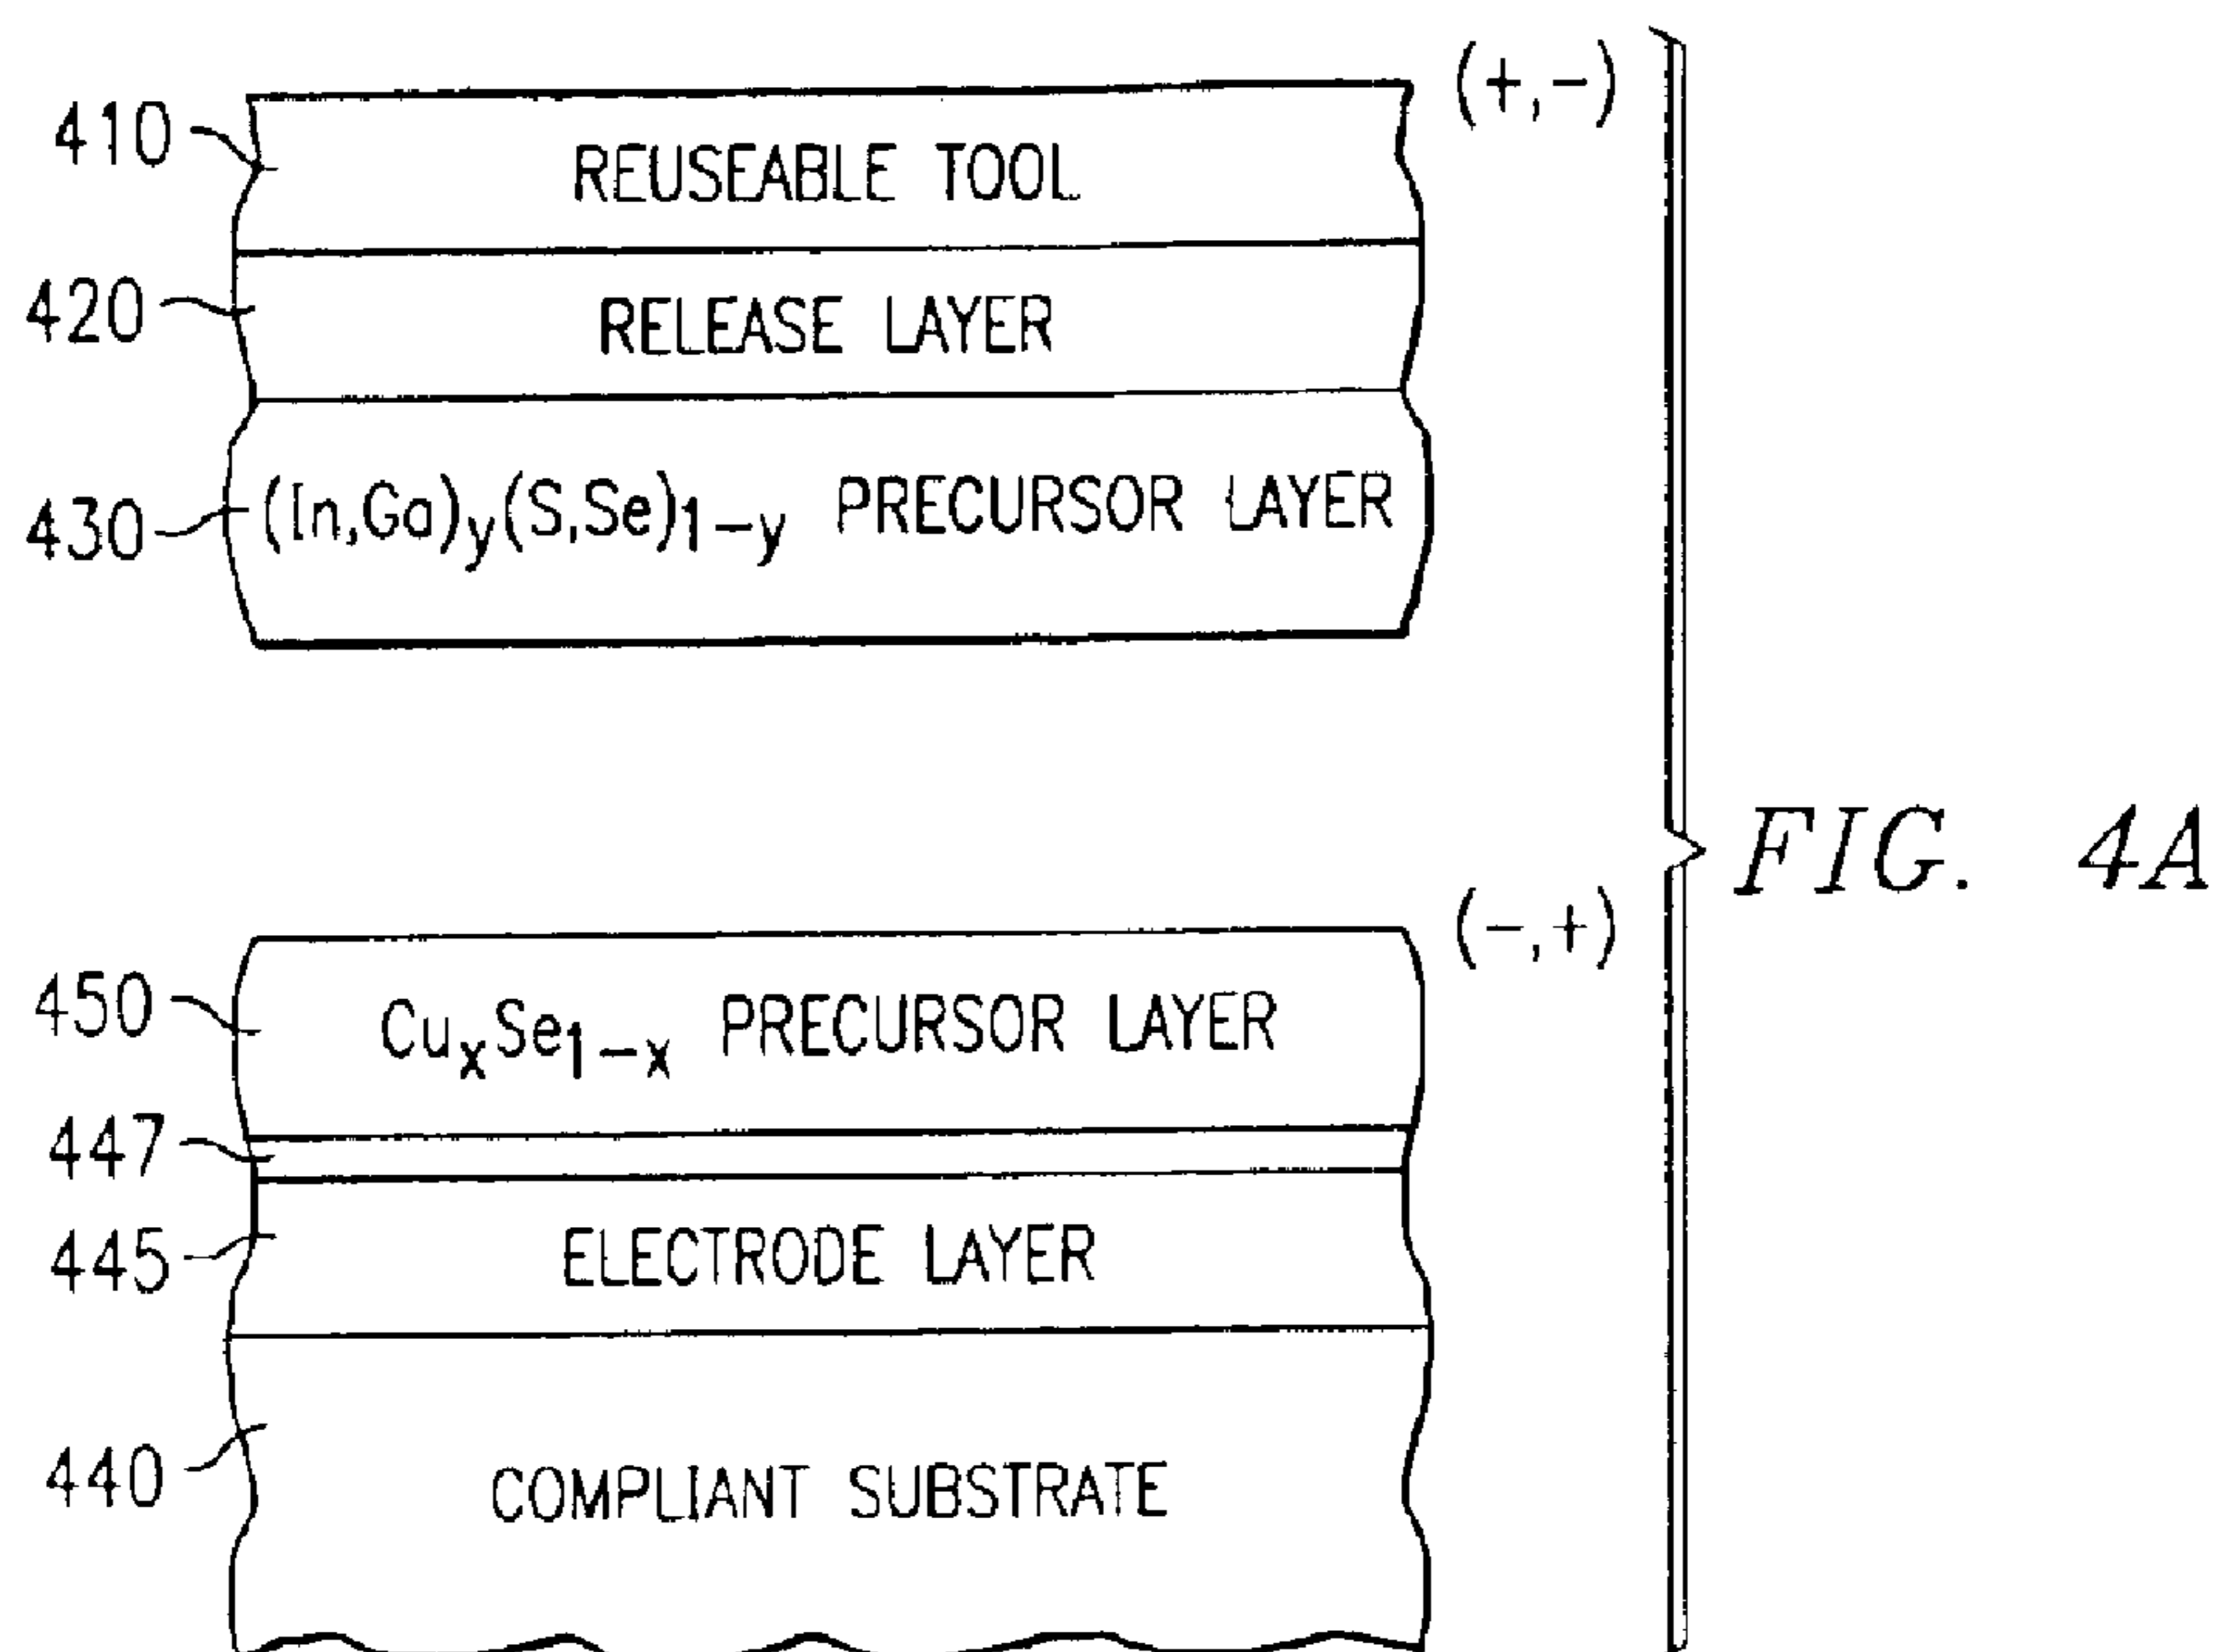 (+,-)
410
REUSEABLE TOOL
420
RELEASE LAYER
430
(In,Ga)y(S,Se)1-y PRECURSOR LAYER
FIG. 4A
(-,+)
450
CuxSe1-x PRECURSOR LAYER
447
445
ELECTRODE LAYER
440
COMPLIANT SUBSTRATE